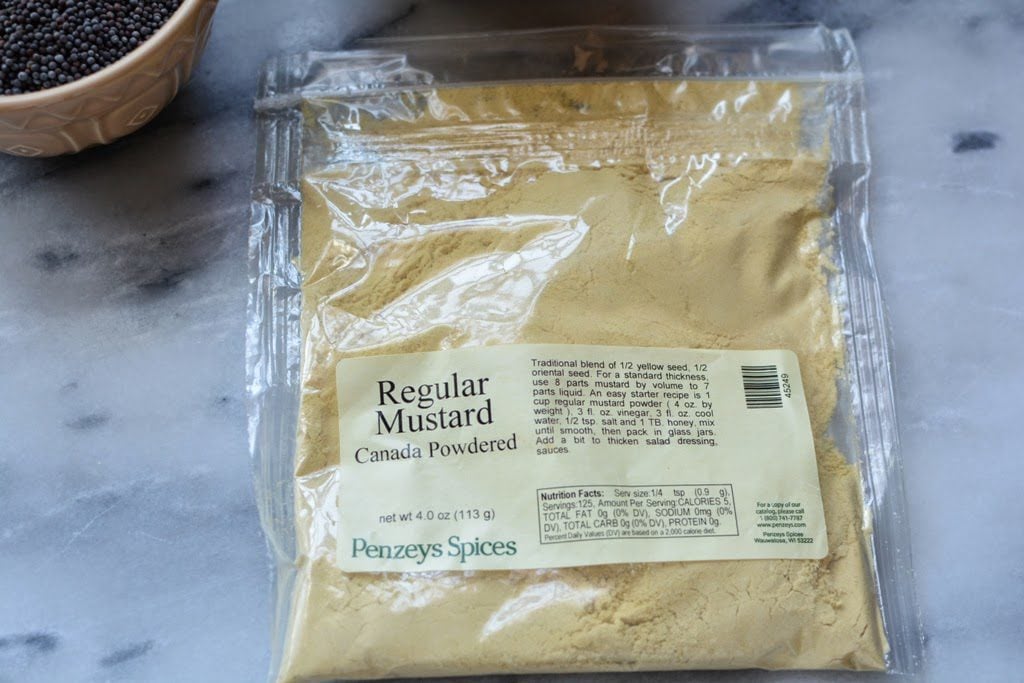 Regular
Mustard
Canada Powdered
net wt 4.0 oz (113 g)
Penzeys Spices
Traditional blend of 1/2 yellow seed, 1/2
oriental seed. For a standard thickness,
use 8 parts mustard by volume to 7
parts liquid. An easy starter recipe is 1
cup regular mustard powder ( 4 oz. by
weight ), 3 fl. oz. vinegar, 3 fl. oz. cool
water, 1/2 tsp. salt and 1 TB. honey, mix
until smooth, then pack in glass jars.
Add a bit to thicken salad dressing,
sauces.
Nutrition Facts: Serv size:1/4 tsp (0.9 g),
Servings:125, Amount Per Serving:CALORIES 5,
TOTAL FAT 0g (0% DV), SODIUM 0mg (0%
DV), TOTAL CARB 0g (0% DV), PROTEIN 0g.
Percent Daily Values (DV) are based on a 2,000 calorie diet.
45249
For a copy of our
catalog, please call
1 (800) 741-7787
www.penzeys.com
Penzeys Spices
Wauwatosa, WI 53222